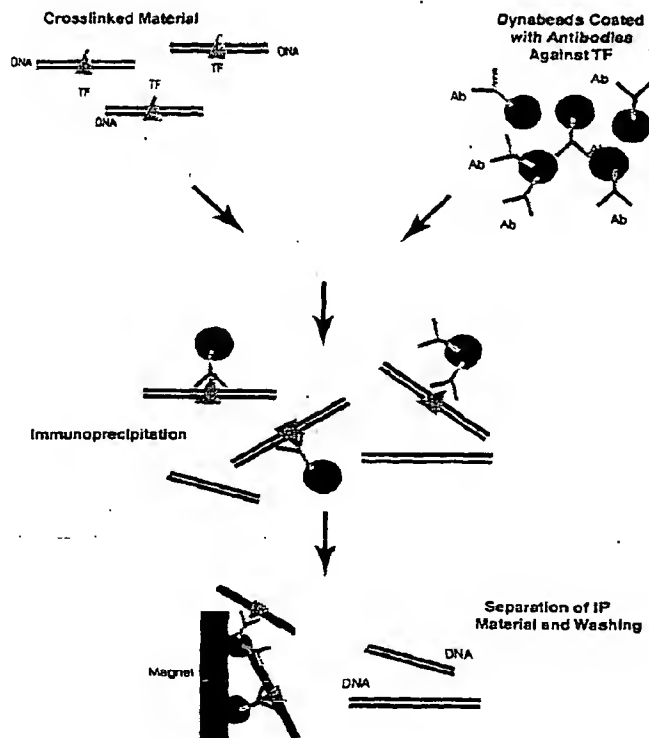 Crosslinked Material
DNA
TF
TF
DNA
TF
DNA
Dynabeads Coated
with Antibodies
Against TF
Ab
Ab
Ab
Ab
Ab
Ab
Immunoprecipitation
Separation of IP
Material and Washing
Magnet
DNA
DNA